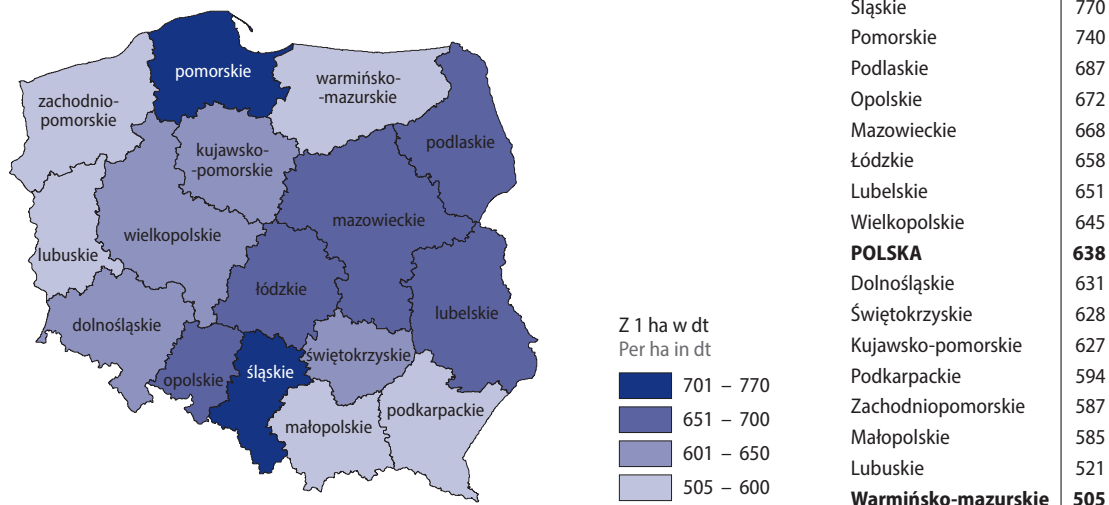 pomorskie
warmińsko-
-mazurskie
zachodnio-
pomorskie
podlaskie
kujawsko-
-pomorskie
mazowieckie
wielkopolskie
lubuskie
łódzkie
lubelskie
dolnośląskie
świętokrzyskie
śląskie
opolskie
podkarpackie
małopolskie
Z 1 ha w dt
Per ha in dt
701 – 770
651 – 700
601 – 650
505 – 600
Śląskie 770
Pomorskie 740
Podlaskie 687
Opolskie 672
Mazowieckie 668
Łódzkie 658
Lubelskie 651
Wielkopolskie 645
POLSKA 638
Dolnośląskie 631
Świętokrzyskie 628
Kujawsko-pomorskie 627
Podkarpackie 594
Zachodniopomorskie 587
Małopolskie 585
Lubuskie 521
Warmińsko-mazurskie 505